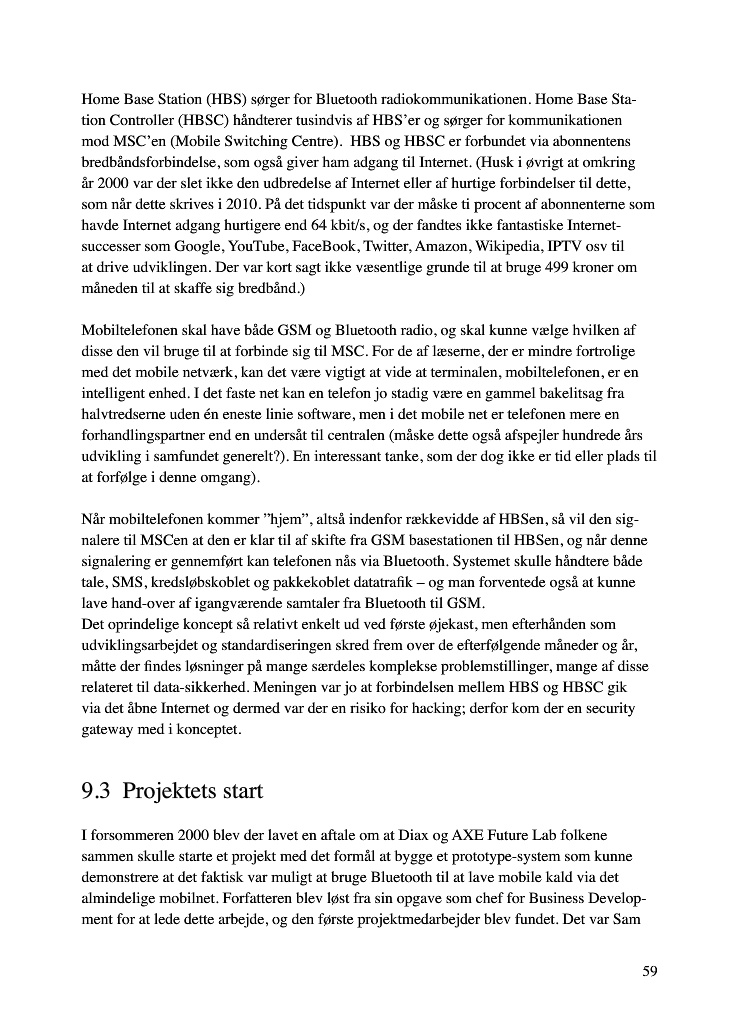 Home Base Station (HBS) sørger for Bluetooth radiokommunikationen. Home Base Sta-
tion Controller (HBSC) håndterer tusindvis af HBS’er og sørger for kommunikationen
mod MSC’en (Mobile Switching Centre).  HBS og HBSC er forbundet via abonnentens
bredbåndsforbindelse, som også giver ham adgang til Internet. (Husk i øvrigt at omkring
år 2000 var der slet ikke den udbredelse af Internet eller af hurtige forbindelser til dette,
som når dette skrives i 2010. På det tidspunkt var der måske ti procent af abonnenterne som
havde Internet adgang hurtigere end 64 kbit/s, og der fandtes ikke fantastiske Internet-
successer som Google, YouTube, FaceBook, Twitter, Amazon, Wikipedia, IPTV osv til
at drive udviklingen. Der var kort sagt ikke væsentlige grunde til at bruge 499 kroner om
måneden til at skaffe sig bredbånd.)

Mobiltelefonen skal have både GSM og Bluetooth radio, og skal kunne vælge hvilken af
disse den vil bruge til at forbinde sig til MSC. For de af læserne, der er mindre fortrolige
med det mobile netværk, kan det være vigtigt at vide at terminalen, mobiltelefonen, er en
intelligent enhed. I det faste net kan en telefon jo stadig være en gammel bakelitsag fra
halvtredserne uden én eneste linie software, men i det mobile net er telefonen mere en
forhandlingspartner end en undersåt til centralen (måske dette også afspejler hundrede års
udvikling i samfundet generelt?). En interessant tanke, som der dog ikke er tid eller plads til
at forfølge i denne omgang).

Når mobiltelefonen kommer ”hjem”, altså indenfor rækkevidde af HBSen, så vil den sig-
nalere til MSCen at den er klar til af skifte fra GSM basestationen til HBSen, og når denne
signalering er gennemført kan telefonen nås via Bluetooth. Systemet skulle håndtere både
tale, SMS, kredsløbskoblet og pakkekoblet datatrafik – og man forventede også at kunne
lave hand-over af igangværende samtaler fra Bluetooth til GSM.
Det oprindelige koncept så relativt enkelt ud ved første øjekast, men efterhånden som
udviklingsarbejdet og standardiseringen skred frem over de efterfølgende måneder og år,
måtte der findes løsninger på mange særdeles komplekse problemstillinger, mange af disse
relateret til data-sikkerhed. Meningen var jo at forbindelsen mellem HBS og HBSC gik
via det åbne Internet og dermed var der en risiko for hacking; derfor kom der en security
gateway med i konceptet.

9.3  Projektets start

I forsommeren 2000 blev der lavet en aftale om at Diax og AXE Future Lab folkene
sammen skulle starte et projekt med det formål at bygge et prototype-system som kunne
demonstrere at det faktisk var muligt at bruge Bluetooth til at lave mobile kald via det
almindelige mobilnet. Forfatteren blev løst fra sin opgave som chef for Business Develop-
ment for at lede dette arbejde, og den første projektmedarbejder blev fundet. Det var Sam

59